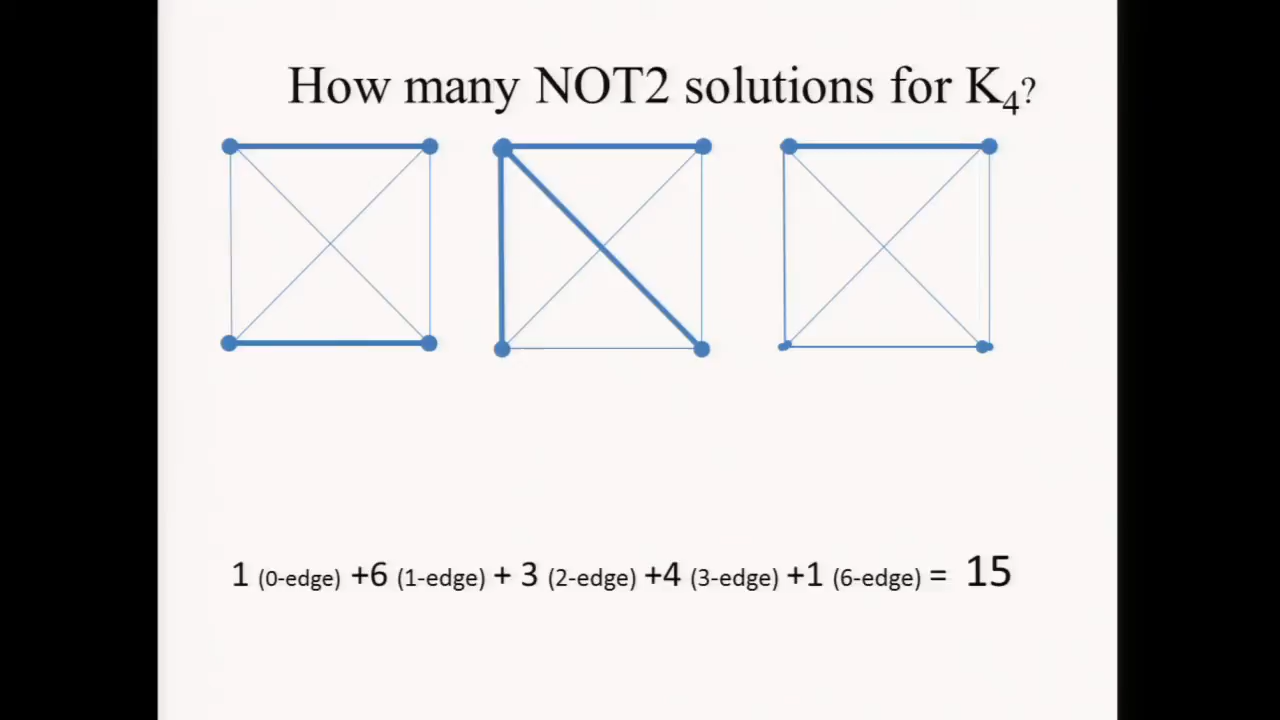 How many NOT2 solutions for K₄?
1 (0-edge) +6 (1-edge) + 3 (2-edge) +4 (3-edge) +1 (6-edge) = 15